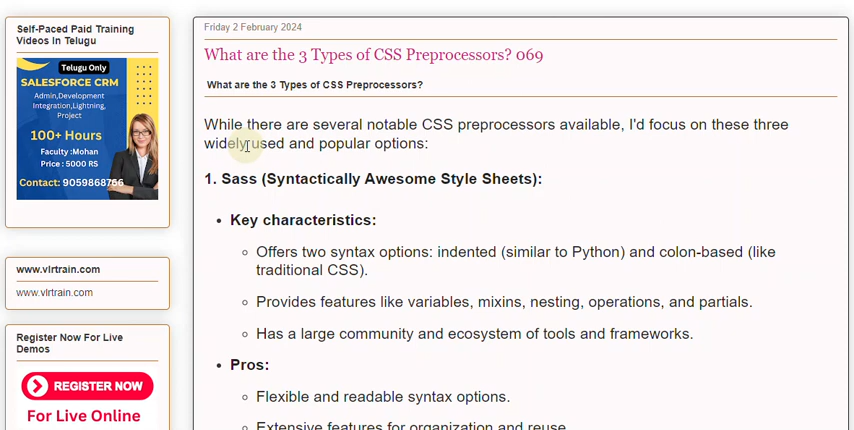 Self-Paced Paid Training
Videos In Telugu
Telugu Only
SALESFORCE CRM
Admin,Development
Integration,Lightning,
Project
100+ Hours
Faculty :Mohan
Price : 5000 RS
Contact: 9059868766
www.vlrtrain.com
www.vlrtrain.com
Register Now For Live
Demos
REGISTER NOW
For Live Online
Friday 2 February 2024
What are the 3 Types of CSS Preprocessors? 069
What are the 3 Types of CSS Preprocessors?
While there are several notable CSS preprocessors available, I'd focus on these three
widely used and popular options:
1. Sass (Syntactically Awesome Style Sheets):
• Key characteristics:
◦ Offers two syntax options: indented (similar to Python) and colon-based (like
traditional CSS).
◦ Provides features like variables, mixins, nesting, operations, and partials.
◦ Has a large community and ecosystem of tools and frameworks.
• Pros:
◦ Flexible and readable syntax options.
◦ Extensive features for organization and reuse.